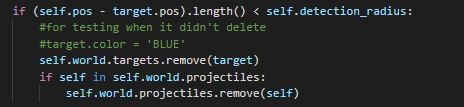 if (self.pos - target.pos).length() < self.detection_radius:
    #for testing when it didn't delete
    #target.color = 'BLUE'
    self.world.targets.remove(target)
    if self in self.world.projectiles:
        self.world.projectiles.remove(self)